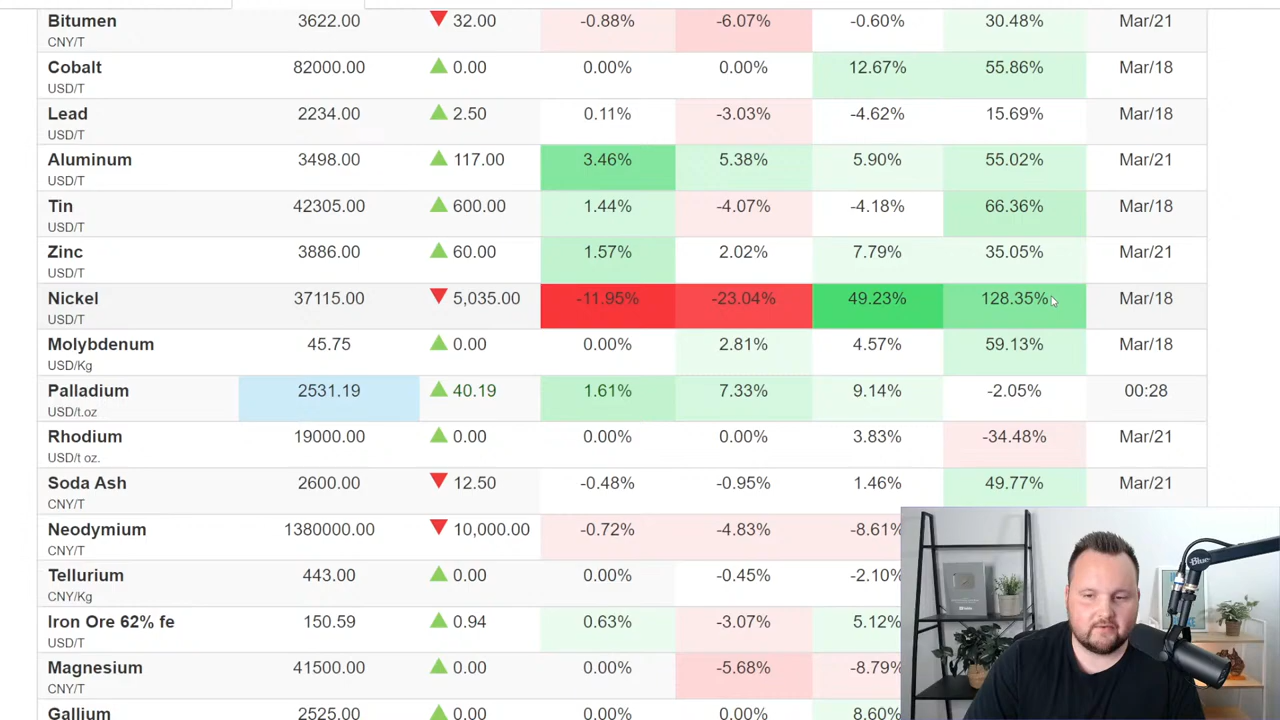 Bitumen 3622.00 32.00 -0.88% -6.07% -0.60% 30.48% Mar/21
CNY/T
Cobalt 82000.00 0.00 0.00% 0.00% 12.67% 55.86% Mar/18
USD/T
Lead 2234.00 2.50 0.11% -3.03% -4.62% 15.69% Mar/18
USD/T
Aluminum 3498.00 117.00 3.46% 5.38% 5.90% 55.02% Mar/21
USD/T
Tin 42305.00 600.00 1.44% -4.07% -4.18% 66.36% Mar/18
USD/T
Zinc 3886.00 60.00 1.57% 2.02% 7.79% 35.05% Mar/21
USD/T
Nickel 37115.00 5,035.00 -11.95% -23.04% 49.23% 128.35% Mar/18
USD/T
Molybdenum 45.75 0.00 0.00% 2.81% 4.57% 59.13% Mar/18
USD/Kg
Palladium 2531.19 40.19 1.61% 7.33% 9.14% -2.05% 00:28
USD/t.oz
Rhodium 19000.00 0.00 0.00% 0.00% 3.83% -34.48% Mar/21
USD/t oz.
Soda Ash 2600.00 12.50 -0.48% -0.95% 1.46% 49.77% Mar/21
CNY/T
Neodymium 1380000.00 10,000.00 -0.72% -4.83% -8.61%
CNY/T
Tellurium 443.00 0.00 0.00% -0.45% -2.10%
CNY/Kg
Iron Ore 62% fe 150.59 0.94 0.63% -3.07% 5.12%
USD/T
Magnesium 41500.00 0.00 0.00% -5.68% -8.79%
CNY/T
Gallium 2525.00 0.00 0.00% 0.00% 8.60%
Blue